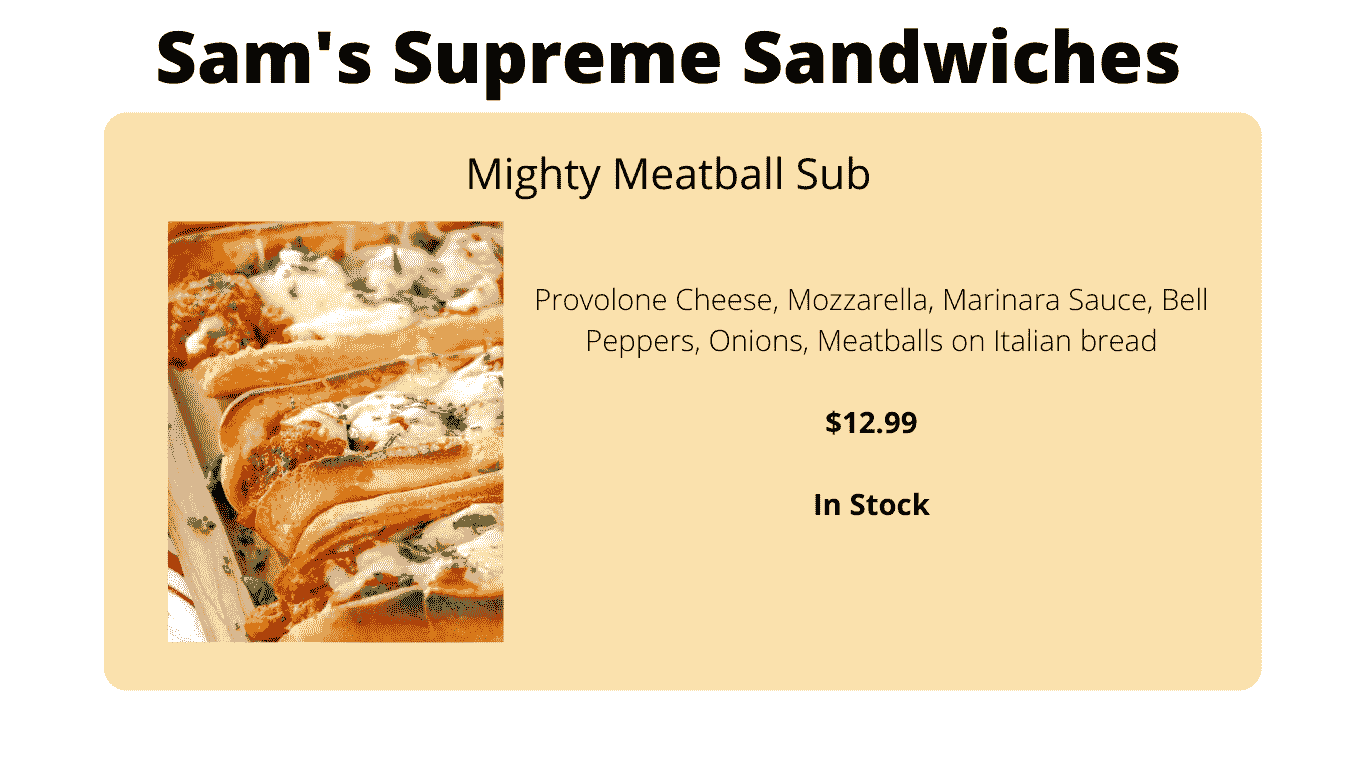 Sam's Supreme Sandwiches
Mighty Meatball Sub
Provolone Cheese, Mozzarella, Marinara Sauce, Bell
Peppers, Onions, Meatballs on Italian bread
$12.99
In Stock